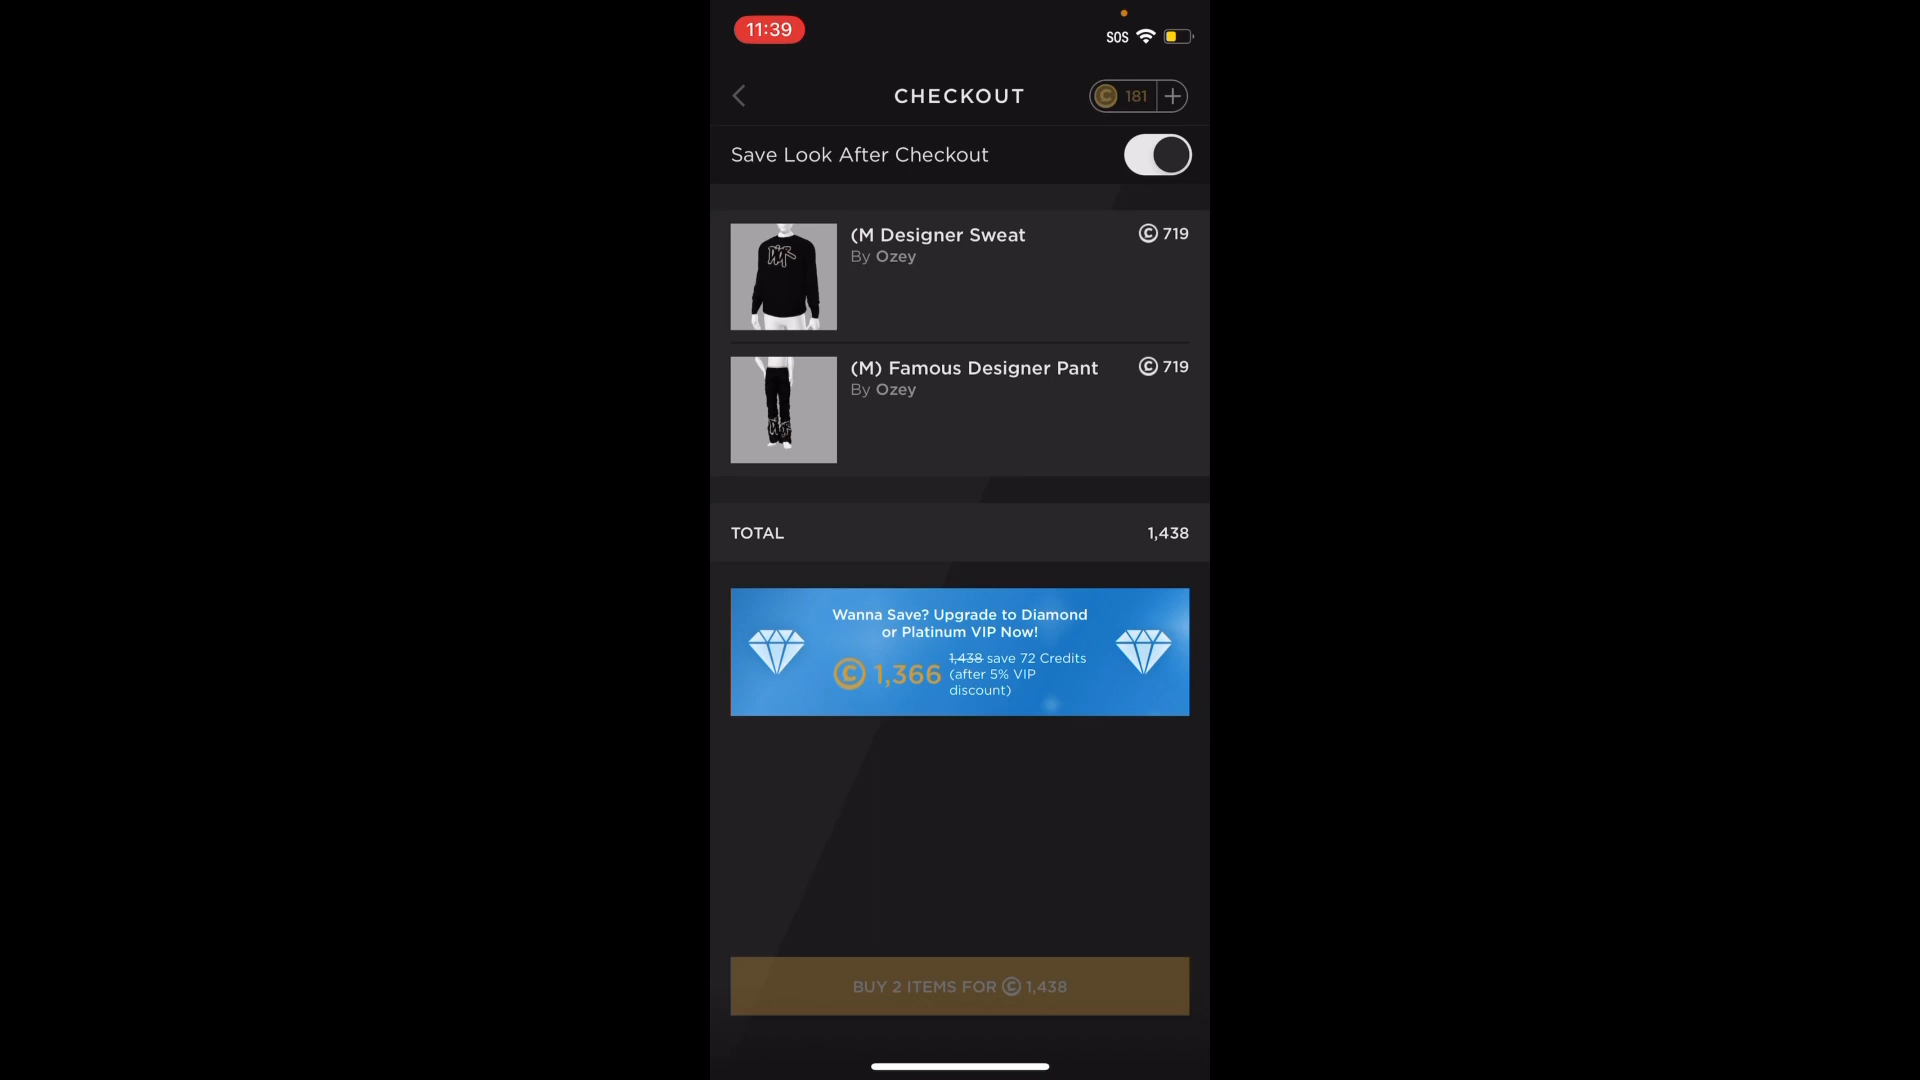 11:39
SOS
CHECKOUT
C 181 +
Save Look After Checkout
(M Designer Sweat
C 719
By Ozey
(M) Famous Designer Pant
C 719
By Ozey
TOTAL
1,438
Wanna Save? Upgrade to Diamond
or Platinum VIP Now!
C 1,366
1,438 save 72 Credits
(after 5% VIP
discount)
BUY 2 ITEMS FOR C 1,438